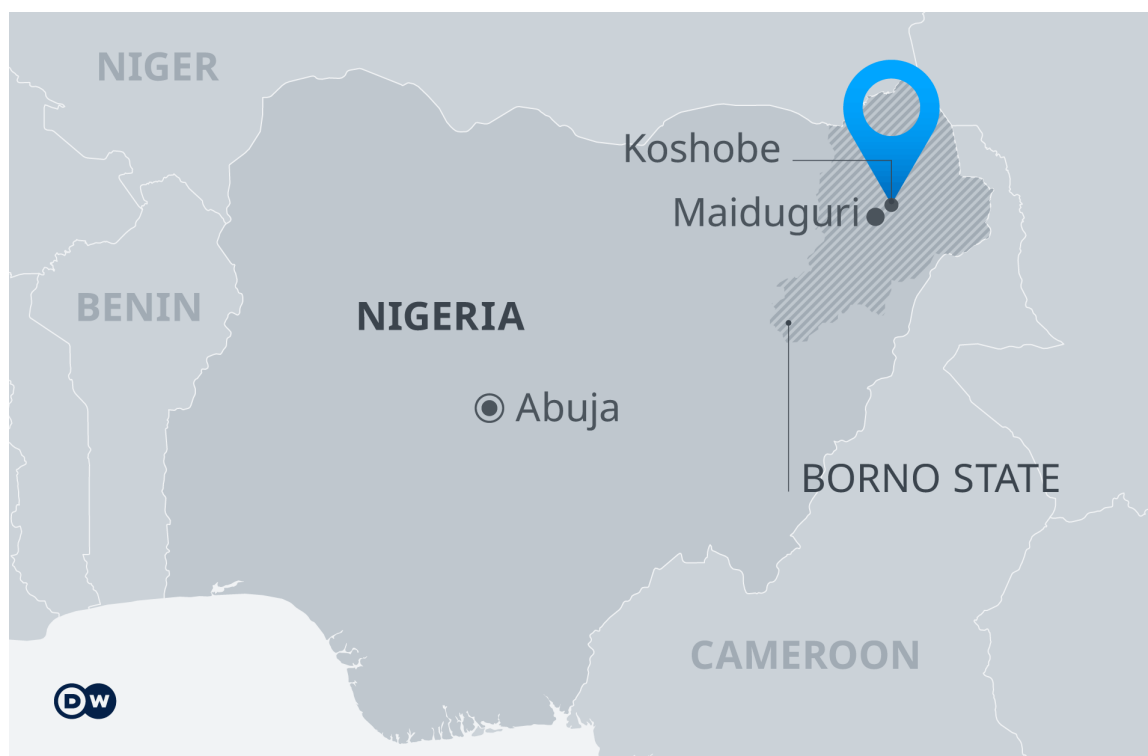 NIGER
Koshobe
Maiduguri
BENIN
NIGERIA
Abuja
BORNO STATE
CAMEROON
DW